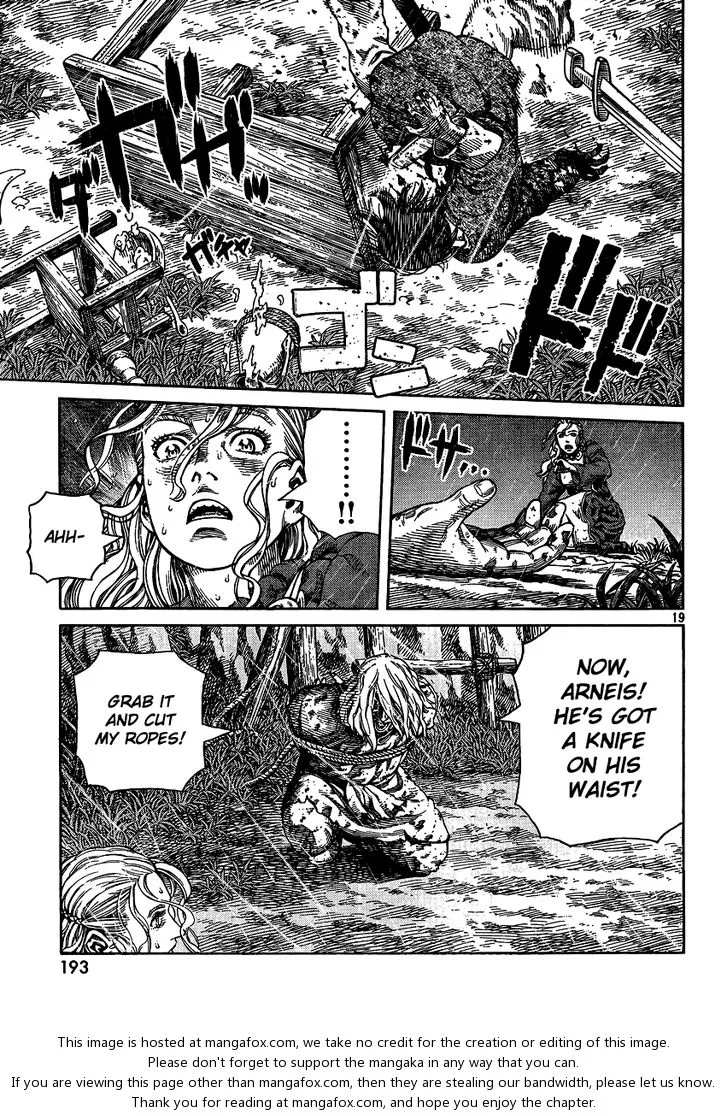 ガガガッ
ダ
ガシャ
ゴン
ドドド
ドサ...
......!!
AHH-
19
NOW,
ARNEIS!
HE'S GOT
A KNIFE
ON HIS
WAIST!
GRAB IT
AND CUT
MY ROPES!
193
This image is hosted at mangafox.com, we take no credit for the creation or editing of this image.
Please don't forget to support the mangaka in any way that you can.
If you are viewing this page other than mangafox.com, then they are stealing our bandwidth, please let us know.
Thank you for reading at mangafox.com, and hope you enjoy the chapter.